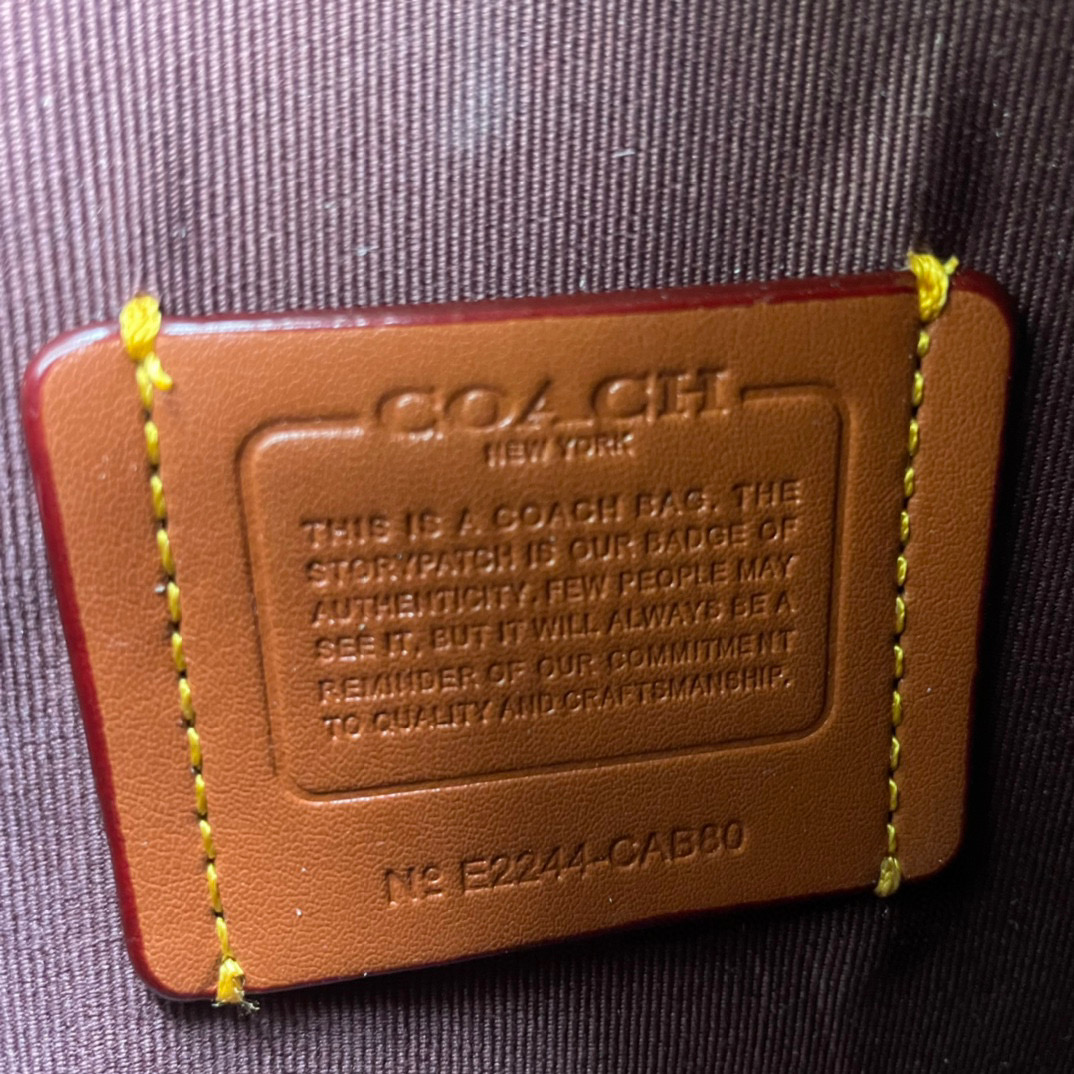 COACH
NEW YORK
THIS IS A COACH BAG. THE
STORYPATCH IS OUR BADGE OF
AUTHENTICITY. FEW PEOPLE MAY
SEE IT, BUT IT WILL ALWAYS BE A
REMINDER OF OUR COMMITMENT
TO QUALITY AND CRAFTSMANSHIP.
Nº E2244-CAB80